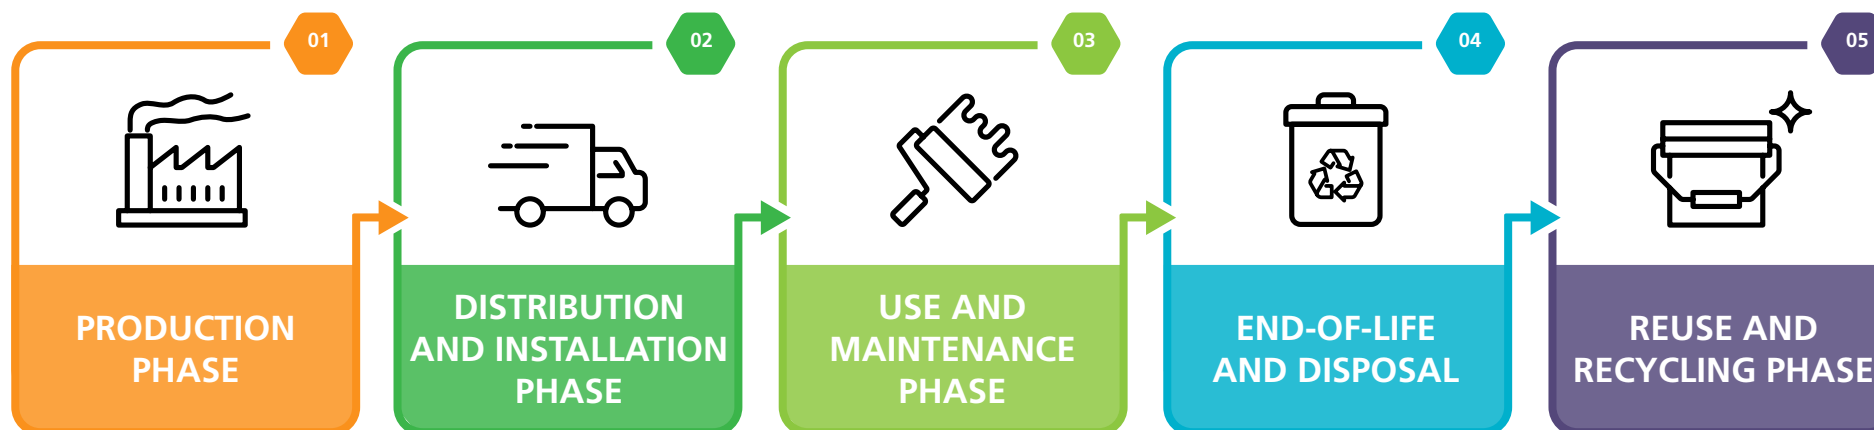 01
PRODUCTION
PHASE
02
DISTRIBUTION
AND INSTALLATION
PHASE
03
USE AND
MAINTENANCE
PHASE
04
END-OF-LIFE
AND DISPOSAL
05
REUSE AND
RECYCLING PHASE